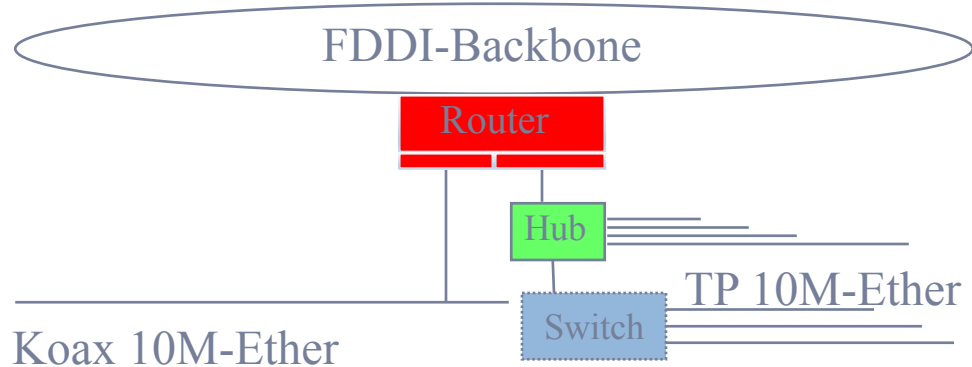 FDDI-Backbone
Router
Hub
TP 10M-Ether
Switch
Koax 10M-Ether